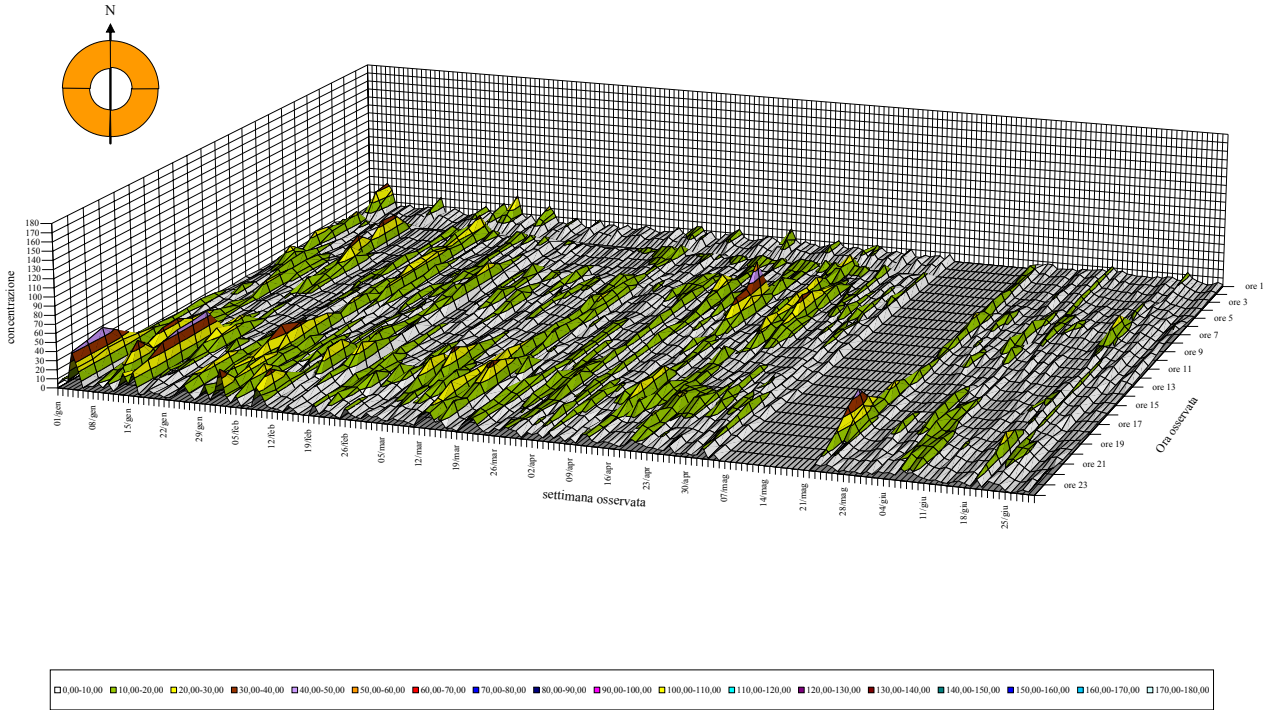 N
concentrazione
180
170
160
150
140
130
120
110
100
90
80
70
60
50
40
30
20
10
0
01/gen
08/gen
15/gen
22/gen
29/gen
05/feb
12/feb
19/feb
26/feb
05/mar
12/mar
19/mar
26/mar
02/apr
09/apr
16/apr
23/apr
30/apr
07/mag
14/mag
21/mag
28/mag
04/giu
11/giu
18/giu
25/giu
settimana osservata
ore 1
ore 3
ore 5
ore 7
ore 9
ore 11
ore 13
ore 15
ore 17
ore 19
ore 21
ore 23
Ora osservata
0,00-10,00 10,00-20,00 20,00-30,00 30,00-40,00 40,00-50,00 50,00-60,00 60,00-70,00 70,00-80,00 80,00-90,00 90,00-100,00 100,00-110,00 110,00-120,00 120,00-130,00 130,00-140,00 140,00-150,00 150,00-160,00 160,00-170,00 170,00-180,00